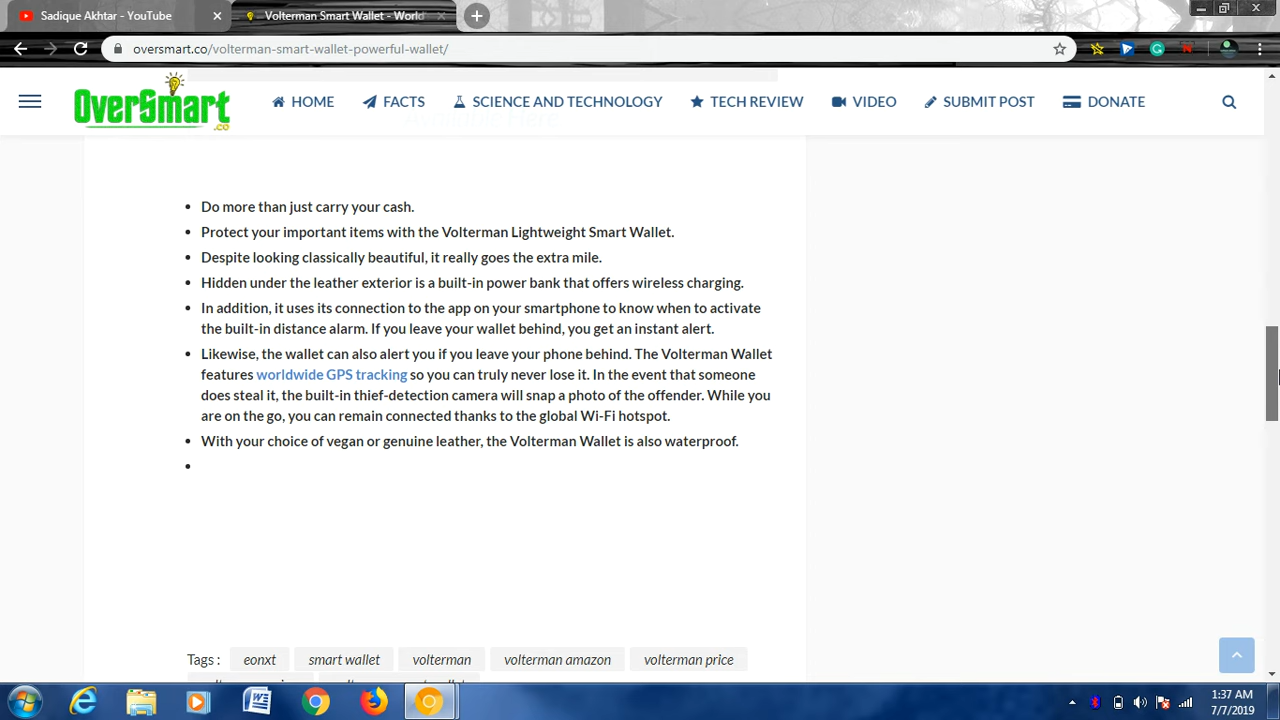 Sadique Akhtar - YouTube
Volterman Smart Wallet - World
oversmart.co/volterman-smart-wallet-powerful-wallet/
OverSmart
.co
HOME
FACTS
SCIENCE AND TECHNOLOGY
TECH REVIEW
VIDEO
SUBMIT POST
DONATE
Available Here
Do more than just carry your cash.
Protect your important items with the Volterman Lightweight Smart Wallet.
Despite looking classically beautiful, it really goes the extra mile.
Hidden under the leather exterior is a built-in power bank that offers wireless charging.
In addition, it uses its connection to the app on your smartphone to know when to activate
the built-in distance alarm. If you leave your wallet behind, you get an instant alert.
Likewise, the wallet can also alert you if you leave your phone behind. The Volterman Wallet
features worldwide GPS tracking so you can truly never lose it. In the event that someone
does steal it, the built-in thief-detection camera will snap a photo of the offender. While you
are on the go, you can remain connected thanks to the global Wi-Fi hotspot.
With your choice of vegan or genuine leather, the Volterman Wallet is also waterproof.
Tags : eonxt smart wallet volterman volterman amazon volterman price
1:37 AM
7/7/2019